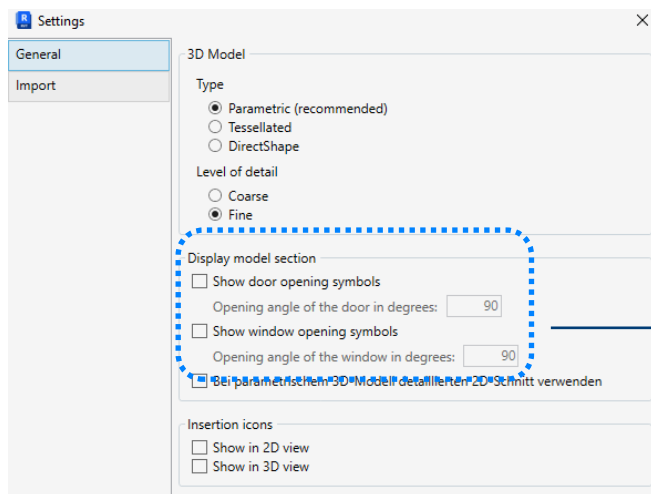 Settings
General
Import
3D Model
Type
Parametric (recommended)
Tessellated
DirectShape
Level of detail
Coarse
Fine
Display model section
Show door opening symbols
Opening angle of the door in degrees: 90
Show window opening symbols
Opening angle of the window in degrees: 90
Bei parametrischem 3D-Modell detaillierten 2D-Schnitt verwenden
Insertion icons
Show in 2D view
Show in 3D view